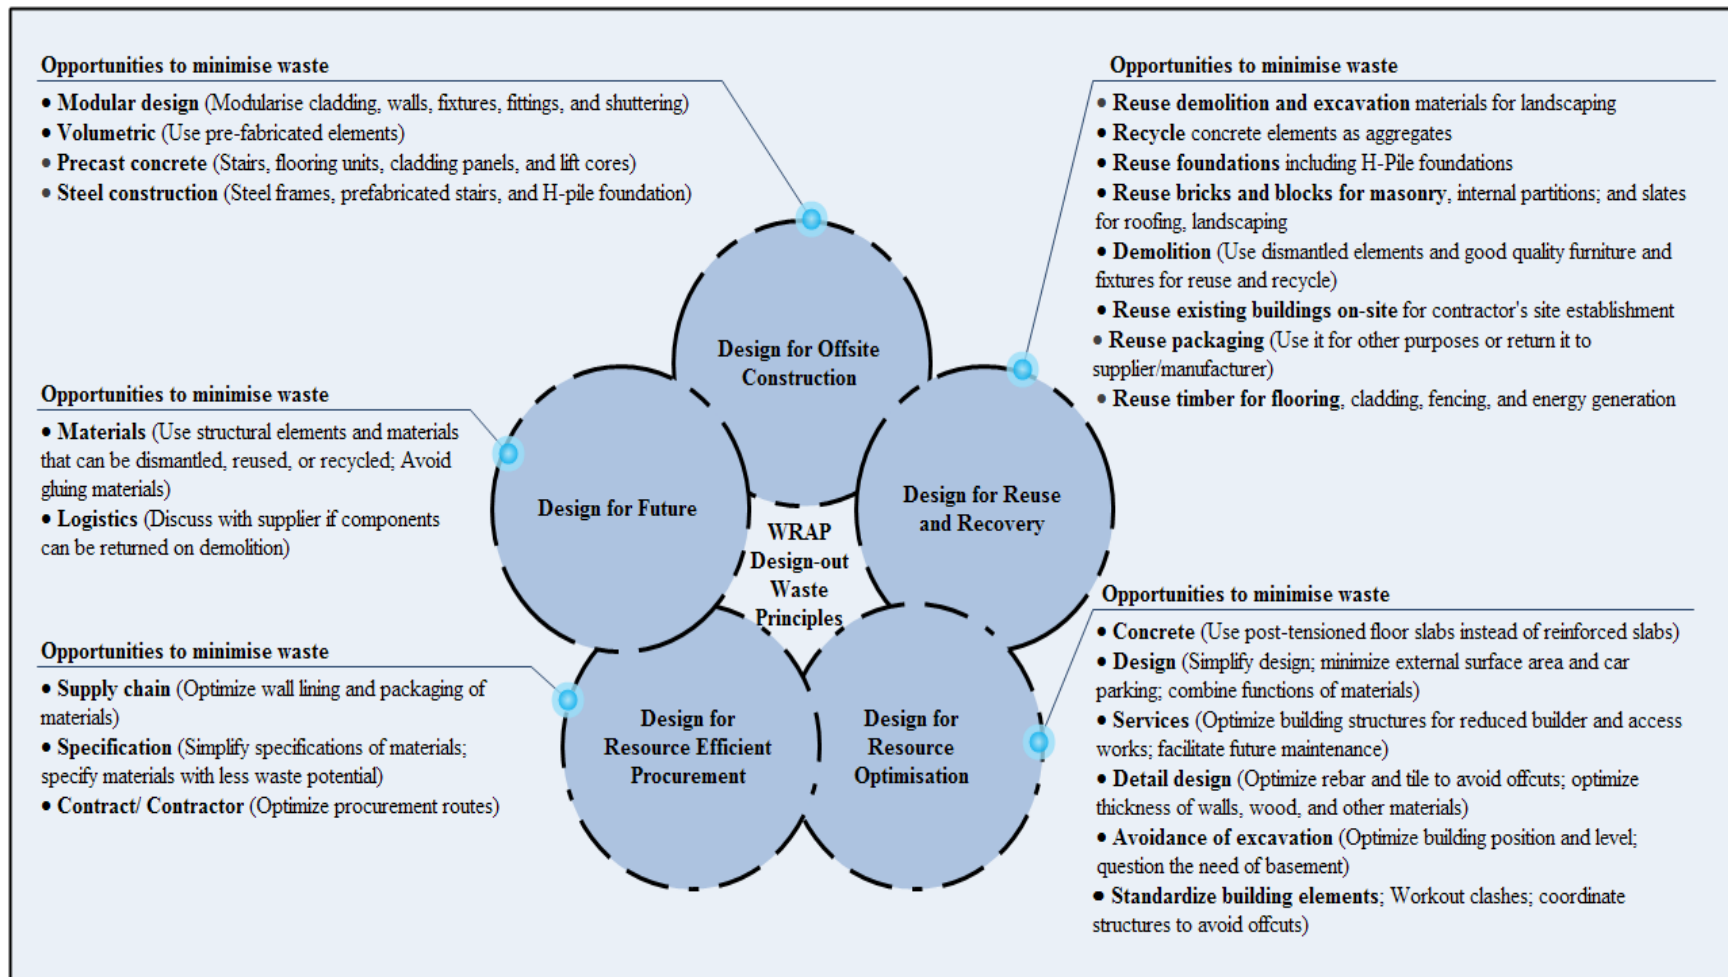 Opportunities to minimise waste
● Modular design (Modularise cladding, walls, fixtures, fittings, and shuttering)
● Volumetric (Use pre-fabricated elements)
● Precast concrete (Stairs, flooring units, cladding panels, and lift cores)
● Steel construction (Steel frames, prefabricated stairs, and H-pile foundation)
Opportunities to minimise waste
● Reuse demolition and excavation materials for landscaping
● Recycle concrete elements as aggregates
● Reuse foundations including H-Pile foundations
● Reuse bricks and blocks for masonry, internal partitions; and slates
for roofing, landscaping
● Demolition (Use dismantled elements and good quality furniture and
fixtures for reuse and recycle)
● Reuse existing buildings on-site for contractor's site establishment
● Reuse packaging (Use it for other purposes or return it to
supplier/manufacturer)
● Reuse timber for flooring, cladding, fencing, and energy generation
Design for Offsite
Construction
Opportunities to minimise waste
● Materials (Use structural elements and materials
that can be dismantled, reused, or recycled; Avoid
gluing materials)
● Logistics (Discuss with supplier if components
can be returned on demolition)
Design for Future
Design for Reuse
and Recovery
WRAP
Design-out
Waste
Principles
Opportunities to minimise waste
● Supply chain (Optimize wall lining and packaging of
materials)
● Specification (Simplify specifications of materials;
specify materials with less waste potential)
● Contract/ Contractor (Optimize procurement routes)
Design for
Resource Efficient
Procurement
Design for
Resource
Optimisation
Opportunities to minimise waste
● Concrete (Use post-tensioned floor slabs instead of reinforced slabs)
● Design (Simplify design; minimize external surface area and car
parking; combine functions of materials)
● Services (Optimize building structures for reduced builder and access
works; facilitate future maintenance)
● Detail design (Optimize rebar and tile to avoid offcuts; optimize
thickness of walls, wood, and other materials)
● Avoidance of excavation (Optimize building position and level;
question the need of basement)
● Standardize building elements; Workout clashes; coordinate
structures to avoid offcuts)